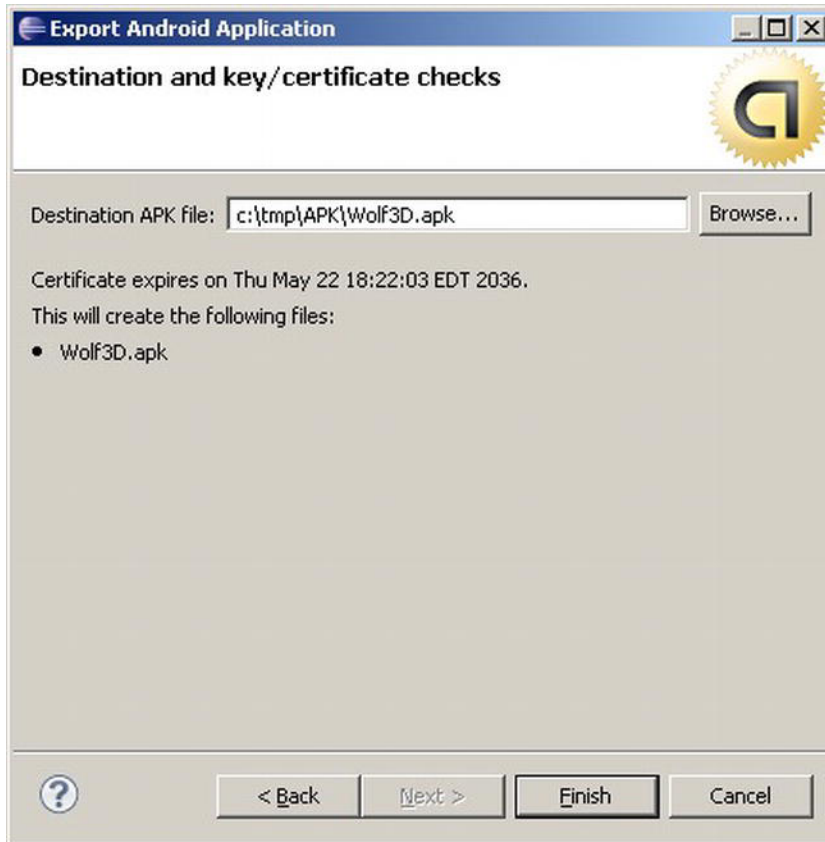 Export Android Application
Destination and key/certificate checks
Destination APK file: c:\tmp\APK\Wolf3D.apk Browse...
Certificate expires on Thu May 22 18:22:03 EDT 2036.
This will create the following files:
• Wolf3D.apk
? < Back Next > Finish Cancel